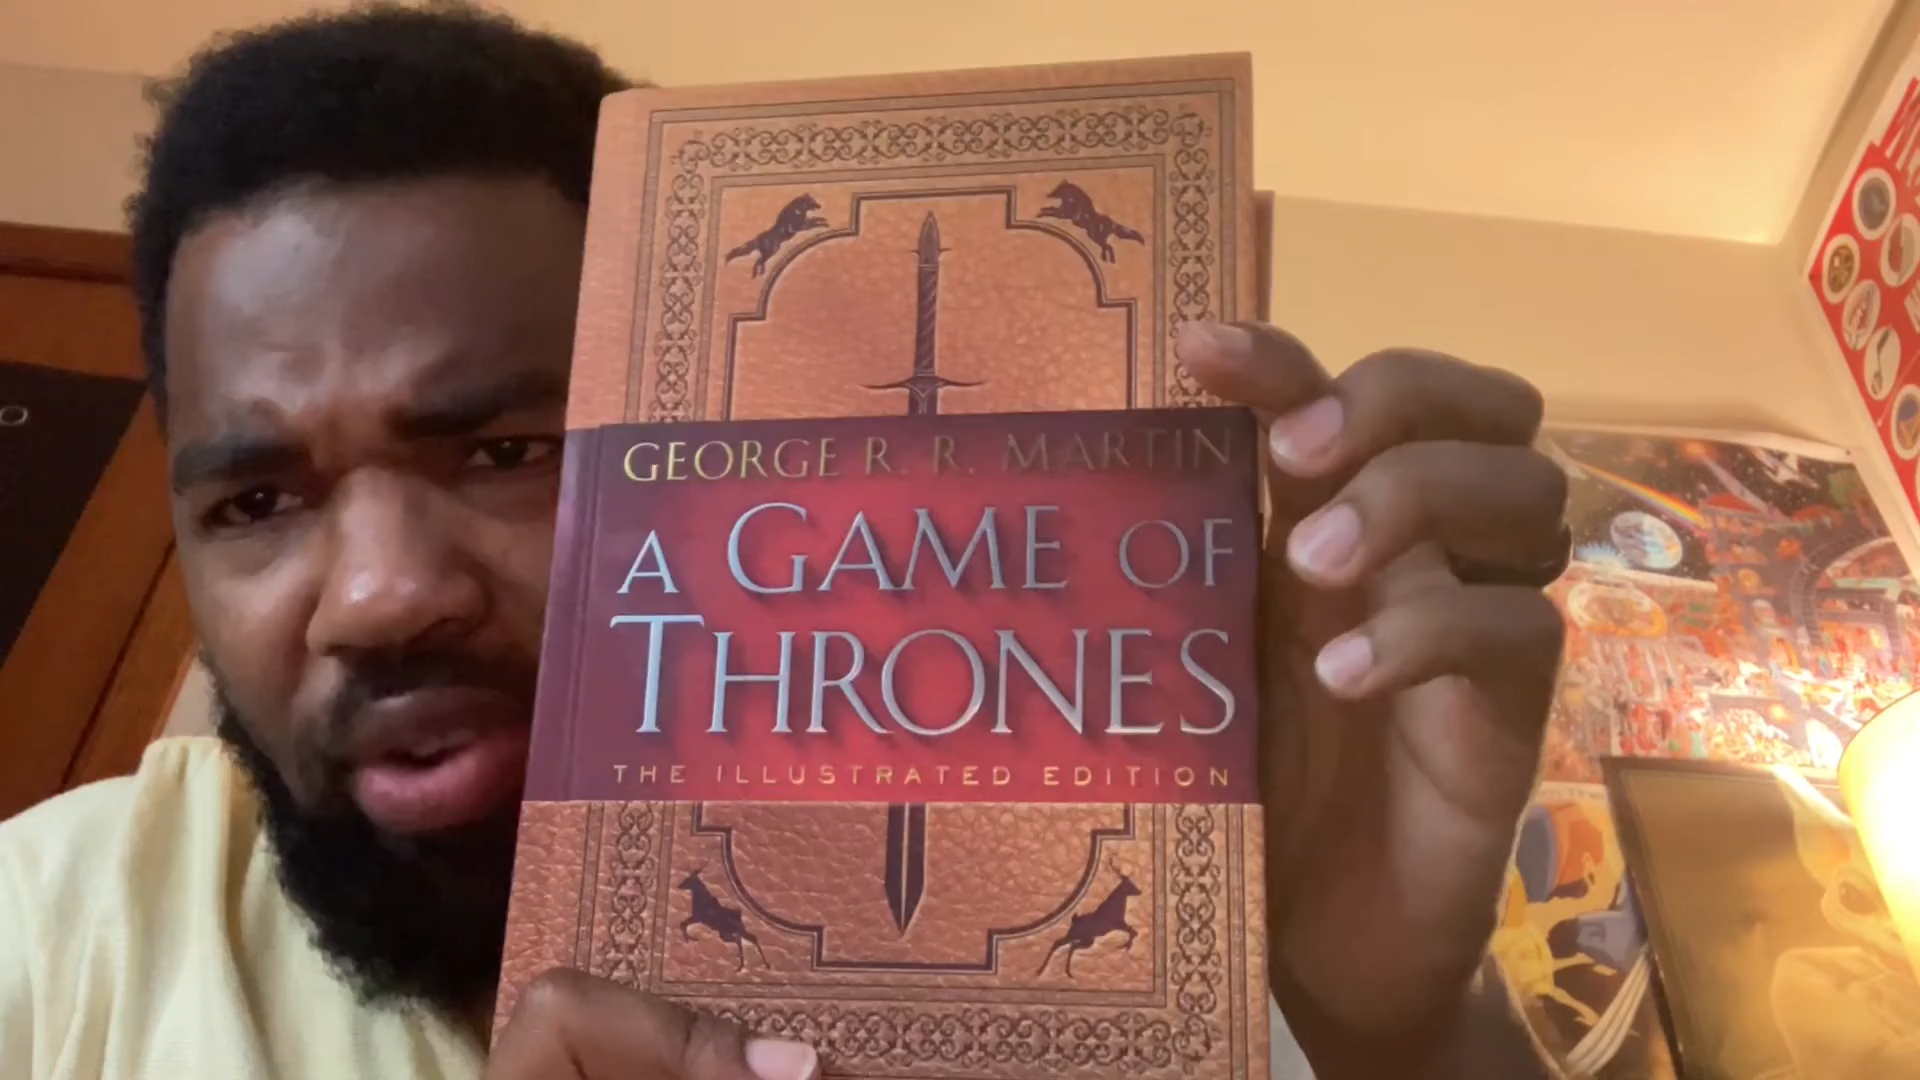 GEORGE R. R. MARTIN
A GAME OF
THRONES
THE ILLUSTRATED EDITION